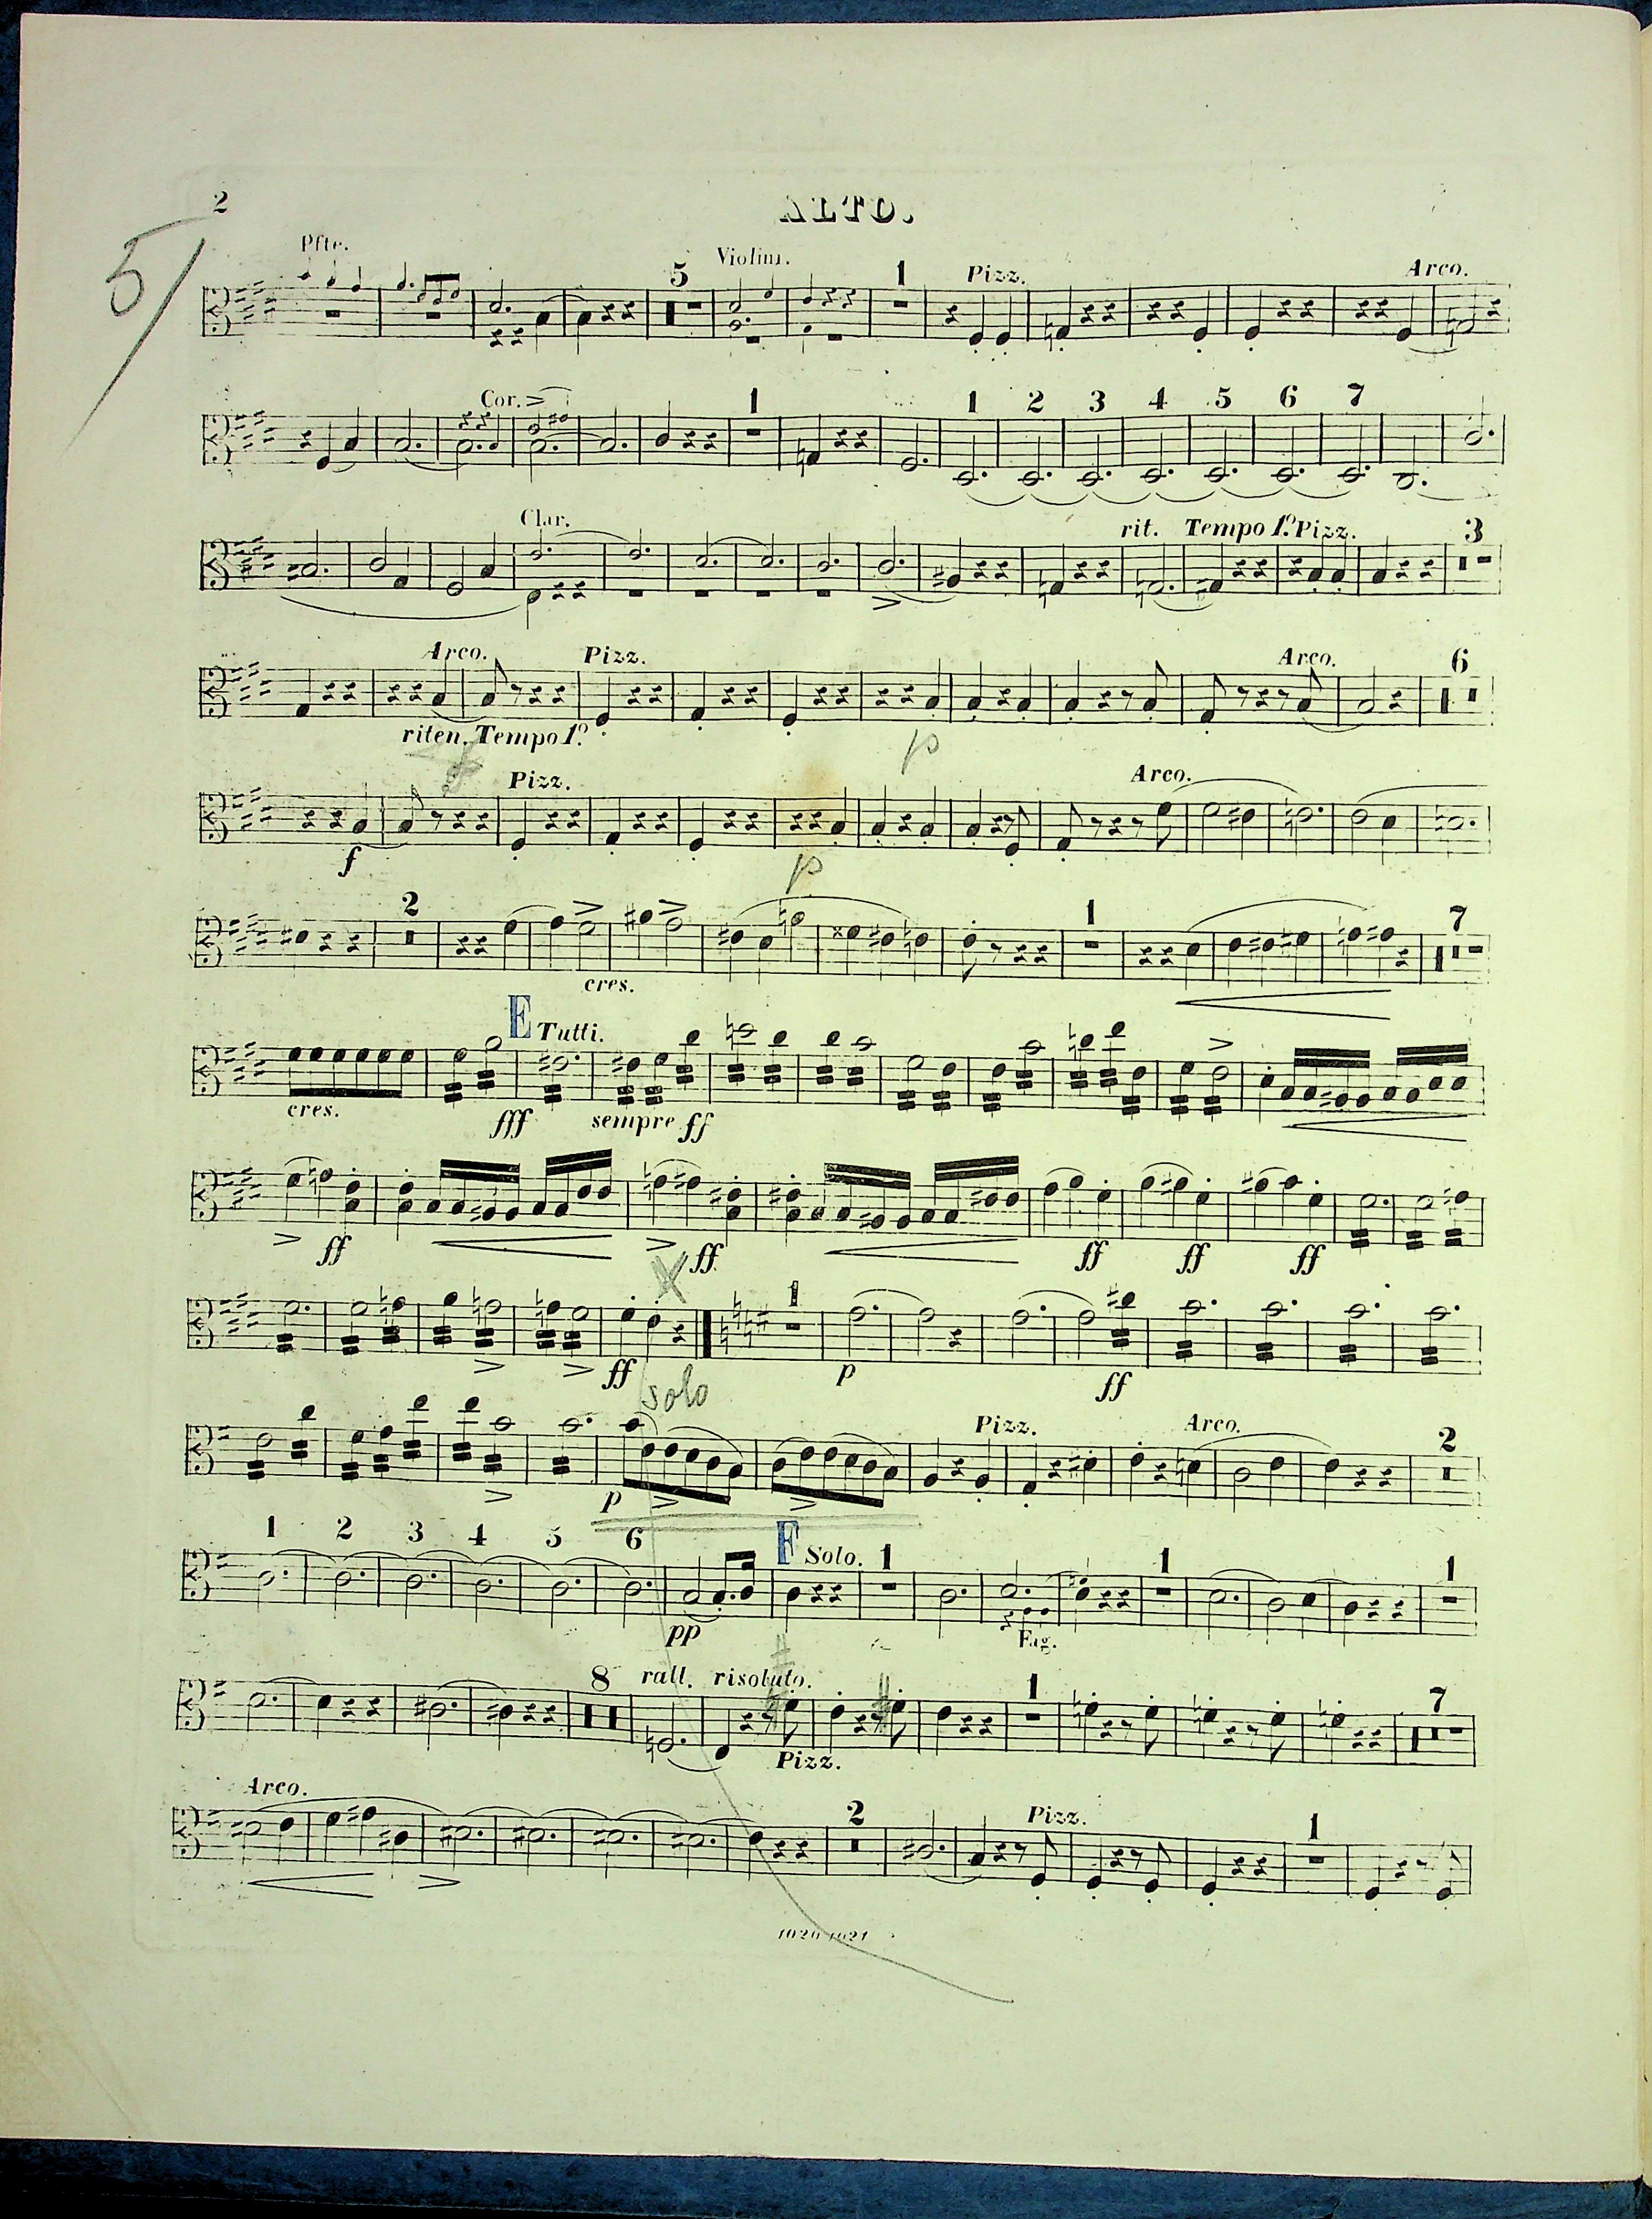 2
ALTO.
5/
Pfte. 5 Violini. 1 Pizz. Arco.
Cor. 1 1 2 3 4 5 6 7
Clar. rit. Tempo 1º Pizz. 3
Arco. Pizz. Arco. 6
riten. Tempo 1º p
Pizz. Arco.
f p
2 1 7
cres.
E Tutti.
cres. fff sempre ff
ff ff ff ff ff
1
ff p ff
solo Pizz. Arco. 2
p
1 2 3 4 5 6 F Solo. 1 1 1
pp Fag.
8 rall. risoluto. 1 7
Pizz.
Arco. 2 Pizz. 1
1020 1021